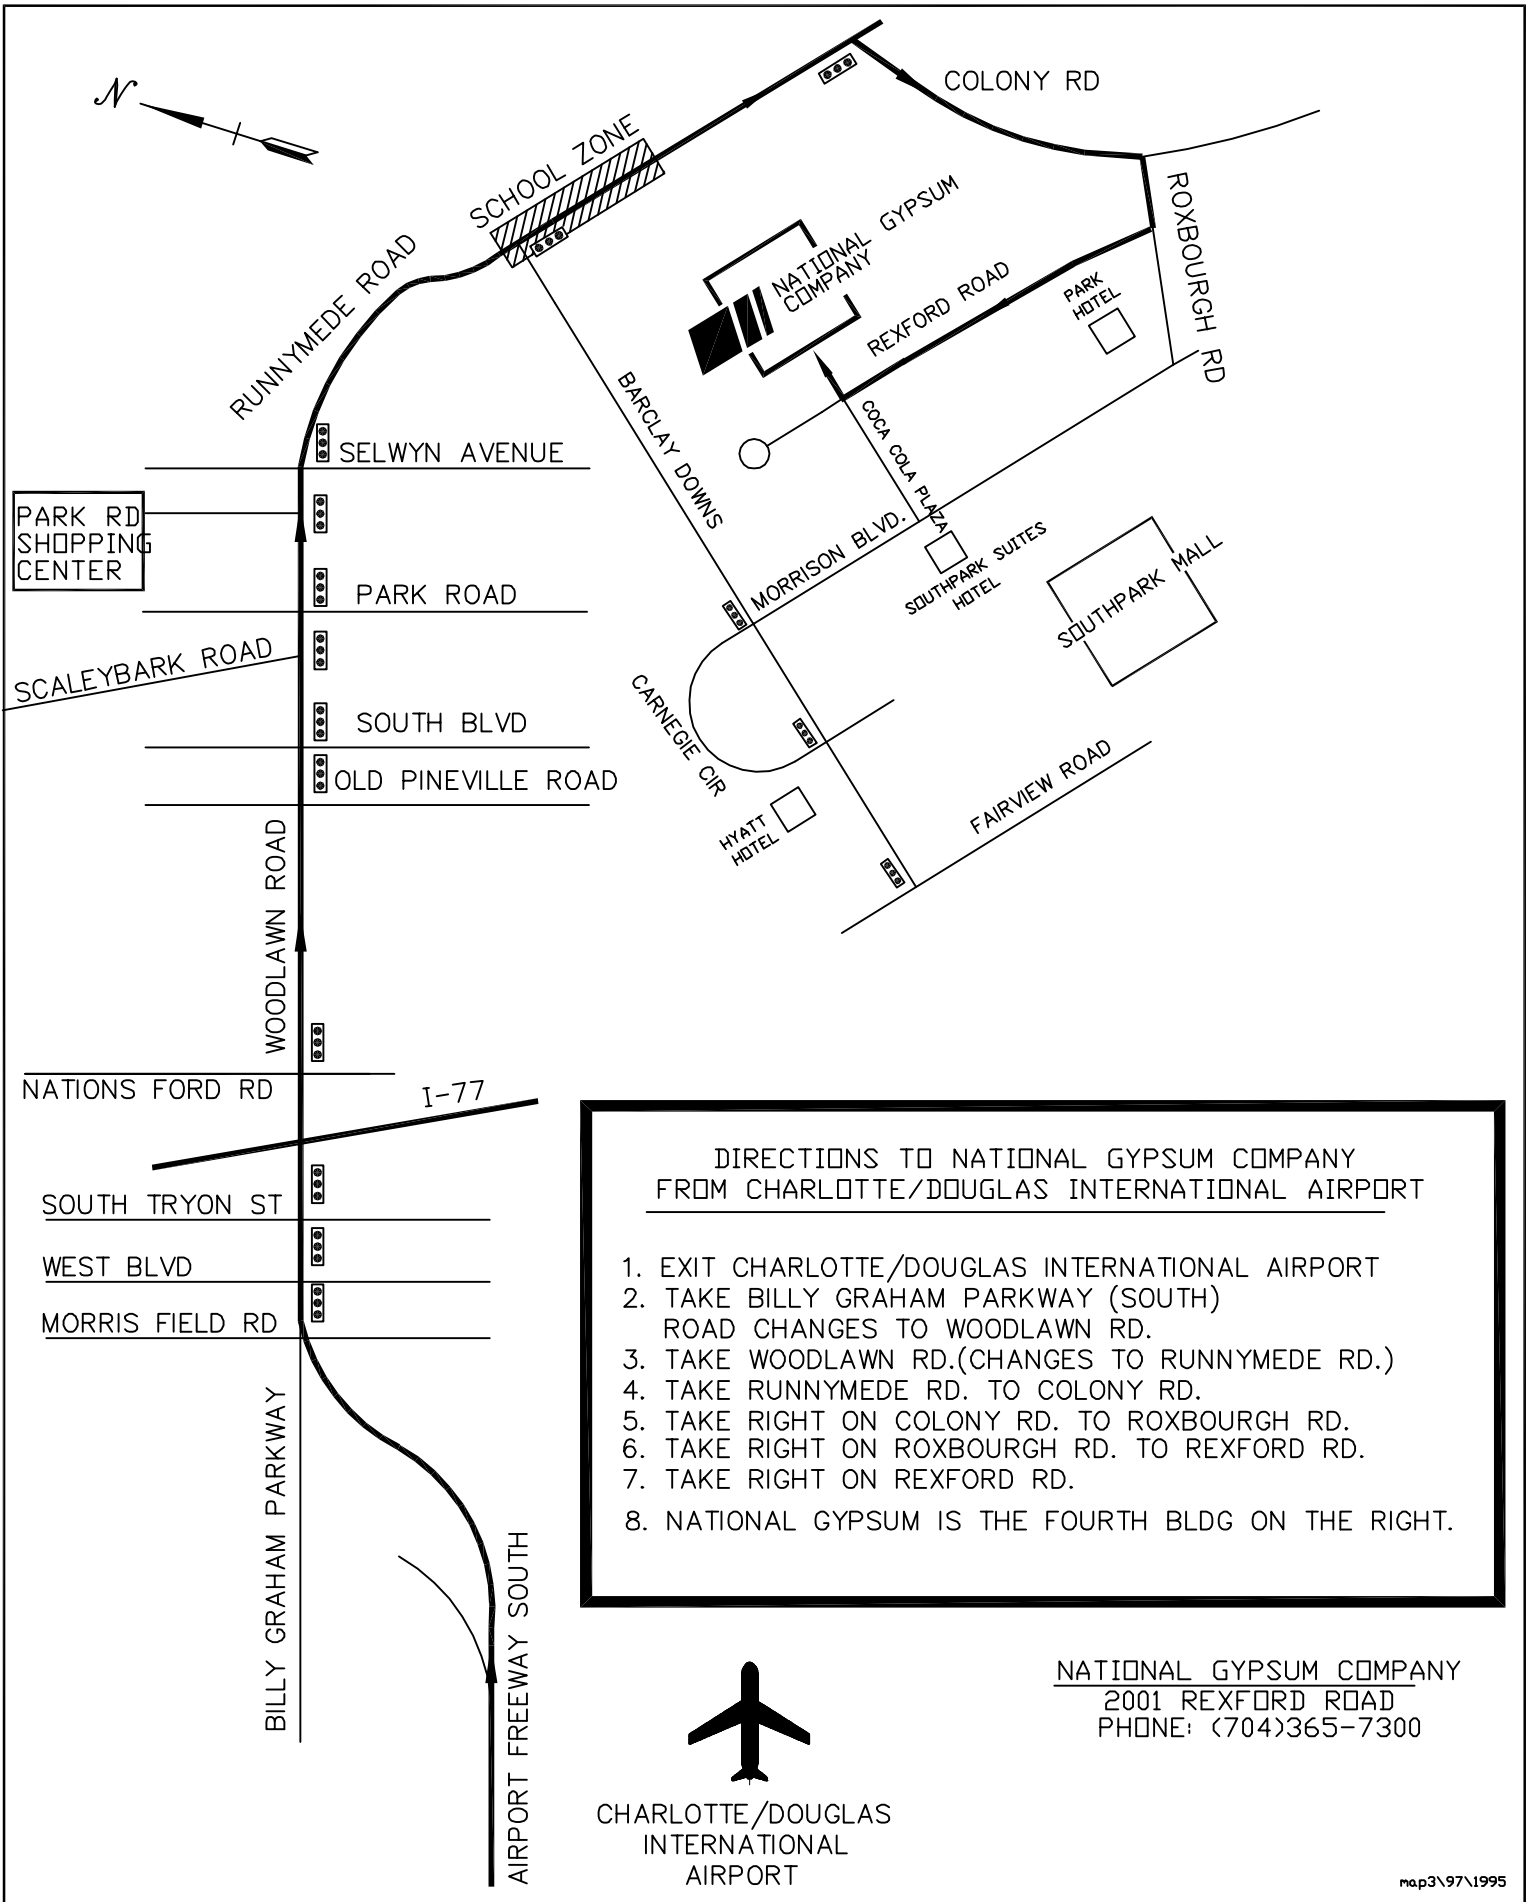 N
COLONY RD
SCHOOL ZONE
ROXBOURGH RD
RUNNYMEDE ROAD
NATIONAL GYPSUM
COMPANY
REXFORD ROAD
PARK
HOTEL
BARCLAY DOWNS
COCA COLA PLAZA
SELWYN AVENUE
PARK RD
SHOPPING
CENTER
MORRISON BLVD.
SOUTHPARK SUITES
HOTEL
SOUTHPARK MALL
PARK ROAD
SCALEYBARK ROAD
CARNEGIE CIR
SOUTH BLVD
OLD PINEVILLE ROAD
HYATT
HOTEL
FAIRVIEW ROAD
WOODLAWN ROAD
NATIONS FORD RD
I-77
SOUTH TRYON ST
WEST BLVD
MORRIS FIELD RD
BILLY GRAHAM PARKWAY
AIRPORT FREEWAY SOUTH
DIRECTIONS TO NATIONAL GYPSUM COMPANY
FROM CHARLOTTE/DOUGLAS INTERNATIONAL AIRPORT
1. EXIT CHARLOTTE/DOUGLAS INTERNATIONAL AIRPORT
2. TAKE BILLY GRAHAM PARKWAY (SOUTH)
ROAD CHANGES TO WOODLAWN RD.
3. TAKE WOODLAWN RD.(CHANGES TO RUNNYMEDE RD.)
4. TAKE RUNNYMEDE RD. TO COLONY RD.
5. TAKE RIGHT ON COLONY RD. TO ROXBOURGH RD.
6. TAKE RIGHT ON ROXBOURGH RD. TO REXFORD RD.
7. TAKE RIGHT ON REXFORD RD.
8. NATIONAL GYPSUM IS THE FOURTH BLDG ON THE RIGHT.
NATIONAL GYPSUM COMPANY
2001 REXFORD ROAD
PHONE: (704)365-7300
CHARLOTTE/DOUGLAS
INTERNATIONAL
AIRPORT
map3\97\1995